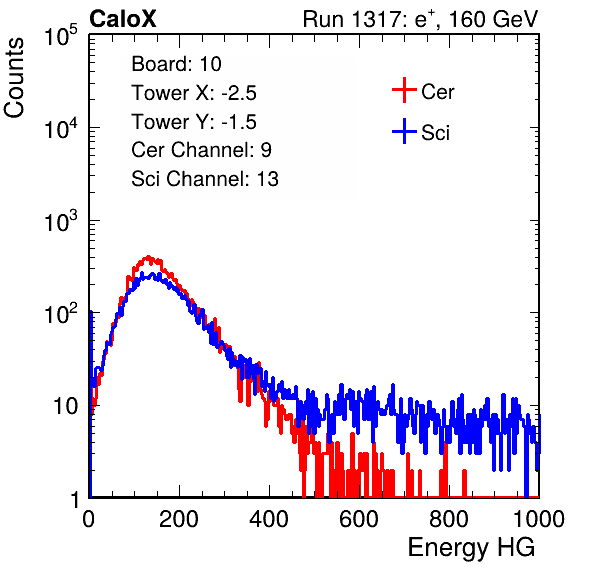 CaloX Run 1317: e⁺, 160 GeV
Counts
Board: 10
Tower X: -2.5
Tower Y: -1.5
Cer Channel: 9
Sci Channel: 13
Cer
Sci
10⁵
10⁴
10³
10²
10
1
0 200 400 600 800 1000
Energy HG